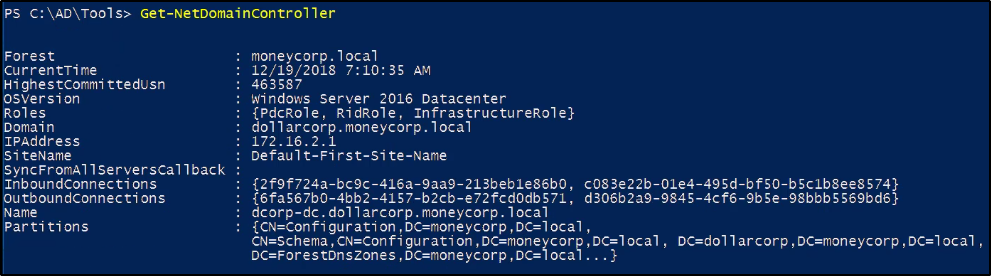 PS C:\AD\Tools> Get-NetDomainController
Forest : moneycorp.local
CurrentTime : 12/19/2018 7:10:35 AM
HighestCommittedUsn : 463587
OSVersion : Windows Server 2016 Datacenter
Roles : {PdcRole, RidRole, InfrastructureRole}
Domain : dollarcorp.moneycorp.local
IPAddress : 172.16.2.1
SiteName : Default-First-Site-Name
SyncFromAllServersCallback :
InboundConnections : {2f9f724a-bc9c-416a-9aa9-213beb1e86b0, c083e22b-01e4-495d-bf50-b5c1b8ee8574}
OutboundConnections : {6fa567b0-4bb2-4157-b2cb-e72fcd0db571, d306b2a9-9845-4cf6-9b5e-98bbb5569bd6}
Name : dcorp-dc.dollarcorp.moneycorp.local
Partitions : {CN=Configuration,DC=moneycorp,DC=local,
CN=Schema,CN=Configuration,DC=moneycorp,DC=local, DC=dollarcorp,DC=moneycorp,DC=local,
DC=ForestDnsZones,DC=moneycorp,DC=local...}